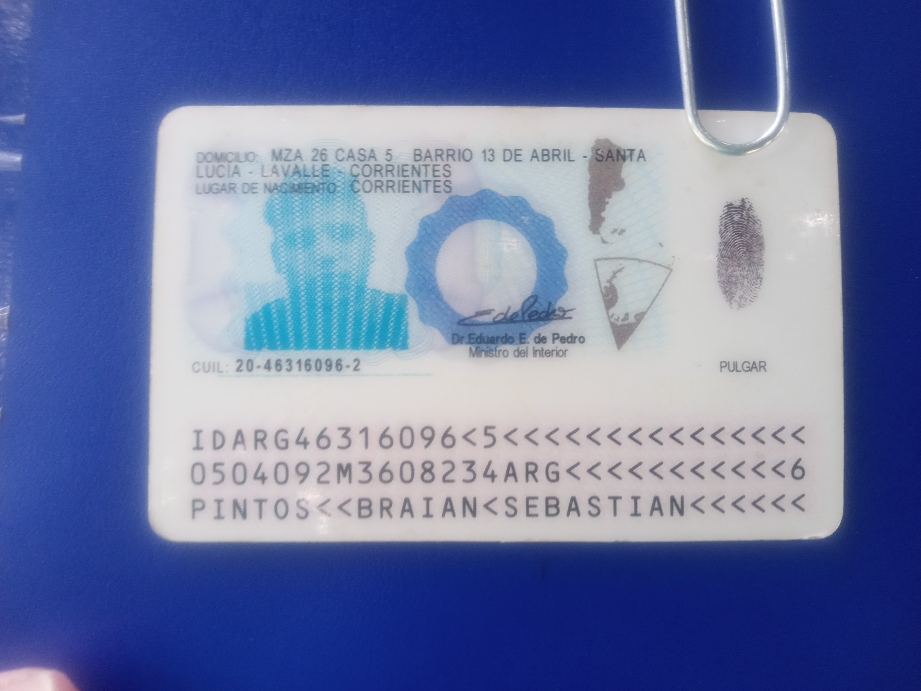 DOMICILIO: MZA 26 CASA 5 BARRIO 13 DE ABRIL - SANTA
LUCIA - LAVALLE - CORRIENTES
LUGAR DE NACIMIENTO: CORRIENTES
Dr. Eduardo E. de Pedro
Ministro del Interior
CUIL: 20-46316096-2
PULGAR
IDARG46316096<5<<<<<<<<<<<<<<<
0504092M3608234ARG<<<<<<<<<<<6
PINTOS<<BRAIAN<SEBASTIAN<<<<<<